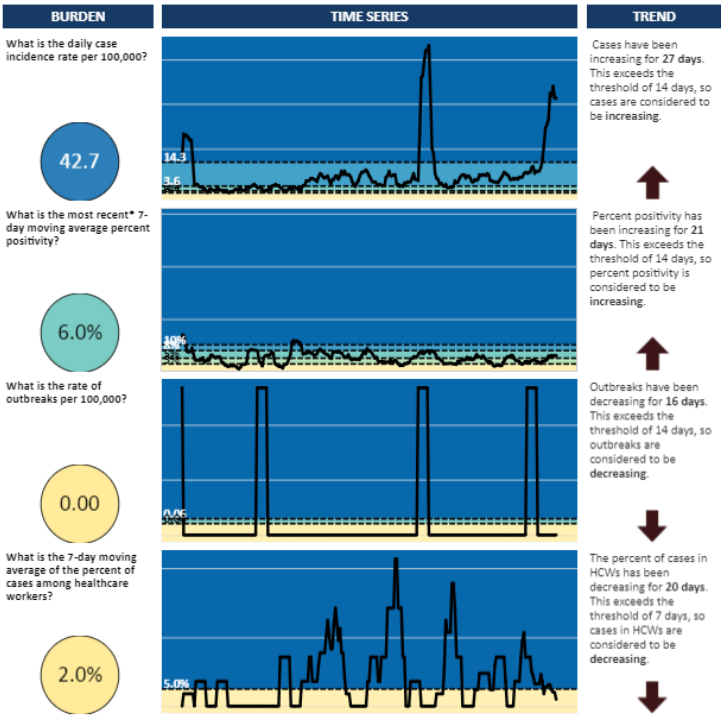 BURDEN
TIME SERIES
TREND
What is the daily case
incidence rate per 100,000?
42.7
14.3
3.6
Cases have been
increasing for 27 days.
This exceeds the
threshold of 14 days, so
cases are considered to
be increasing.
What is the most recent* 7-
day moving average percent
positivity?
6.0%
10%
Percent positivity has
been increasing for 21
days. This exceeds the
threshold of 14 days, so
percent positivity is
considered to be
increasing.
What is the rate of
outbreaks per 100,000?
0.00
0.06
Outbreaks have been
decreasing for 16 days.
This exceeds the
threshold of 14 days, so
outbreaks are
considered to be
decreasing.
What is the 7-day moving
average of the percent of
cases among healthcare
workers?
2.0%
5.0%
The percent of cases in
HCWs has been
decreasing for 20 days.
This exceeds the
threshold of 7 days, so
cases in HCWs are
considered to be
decreasing.